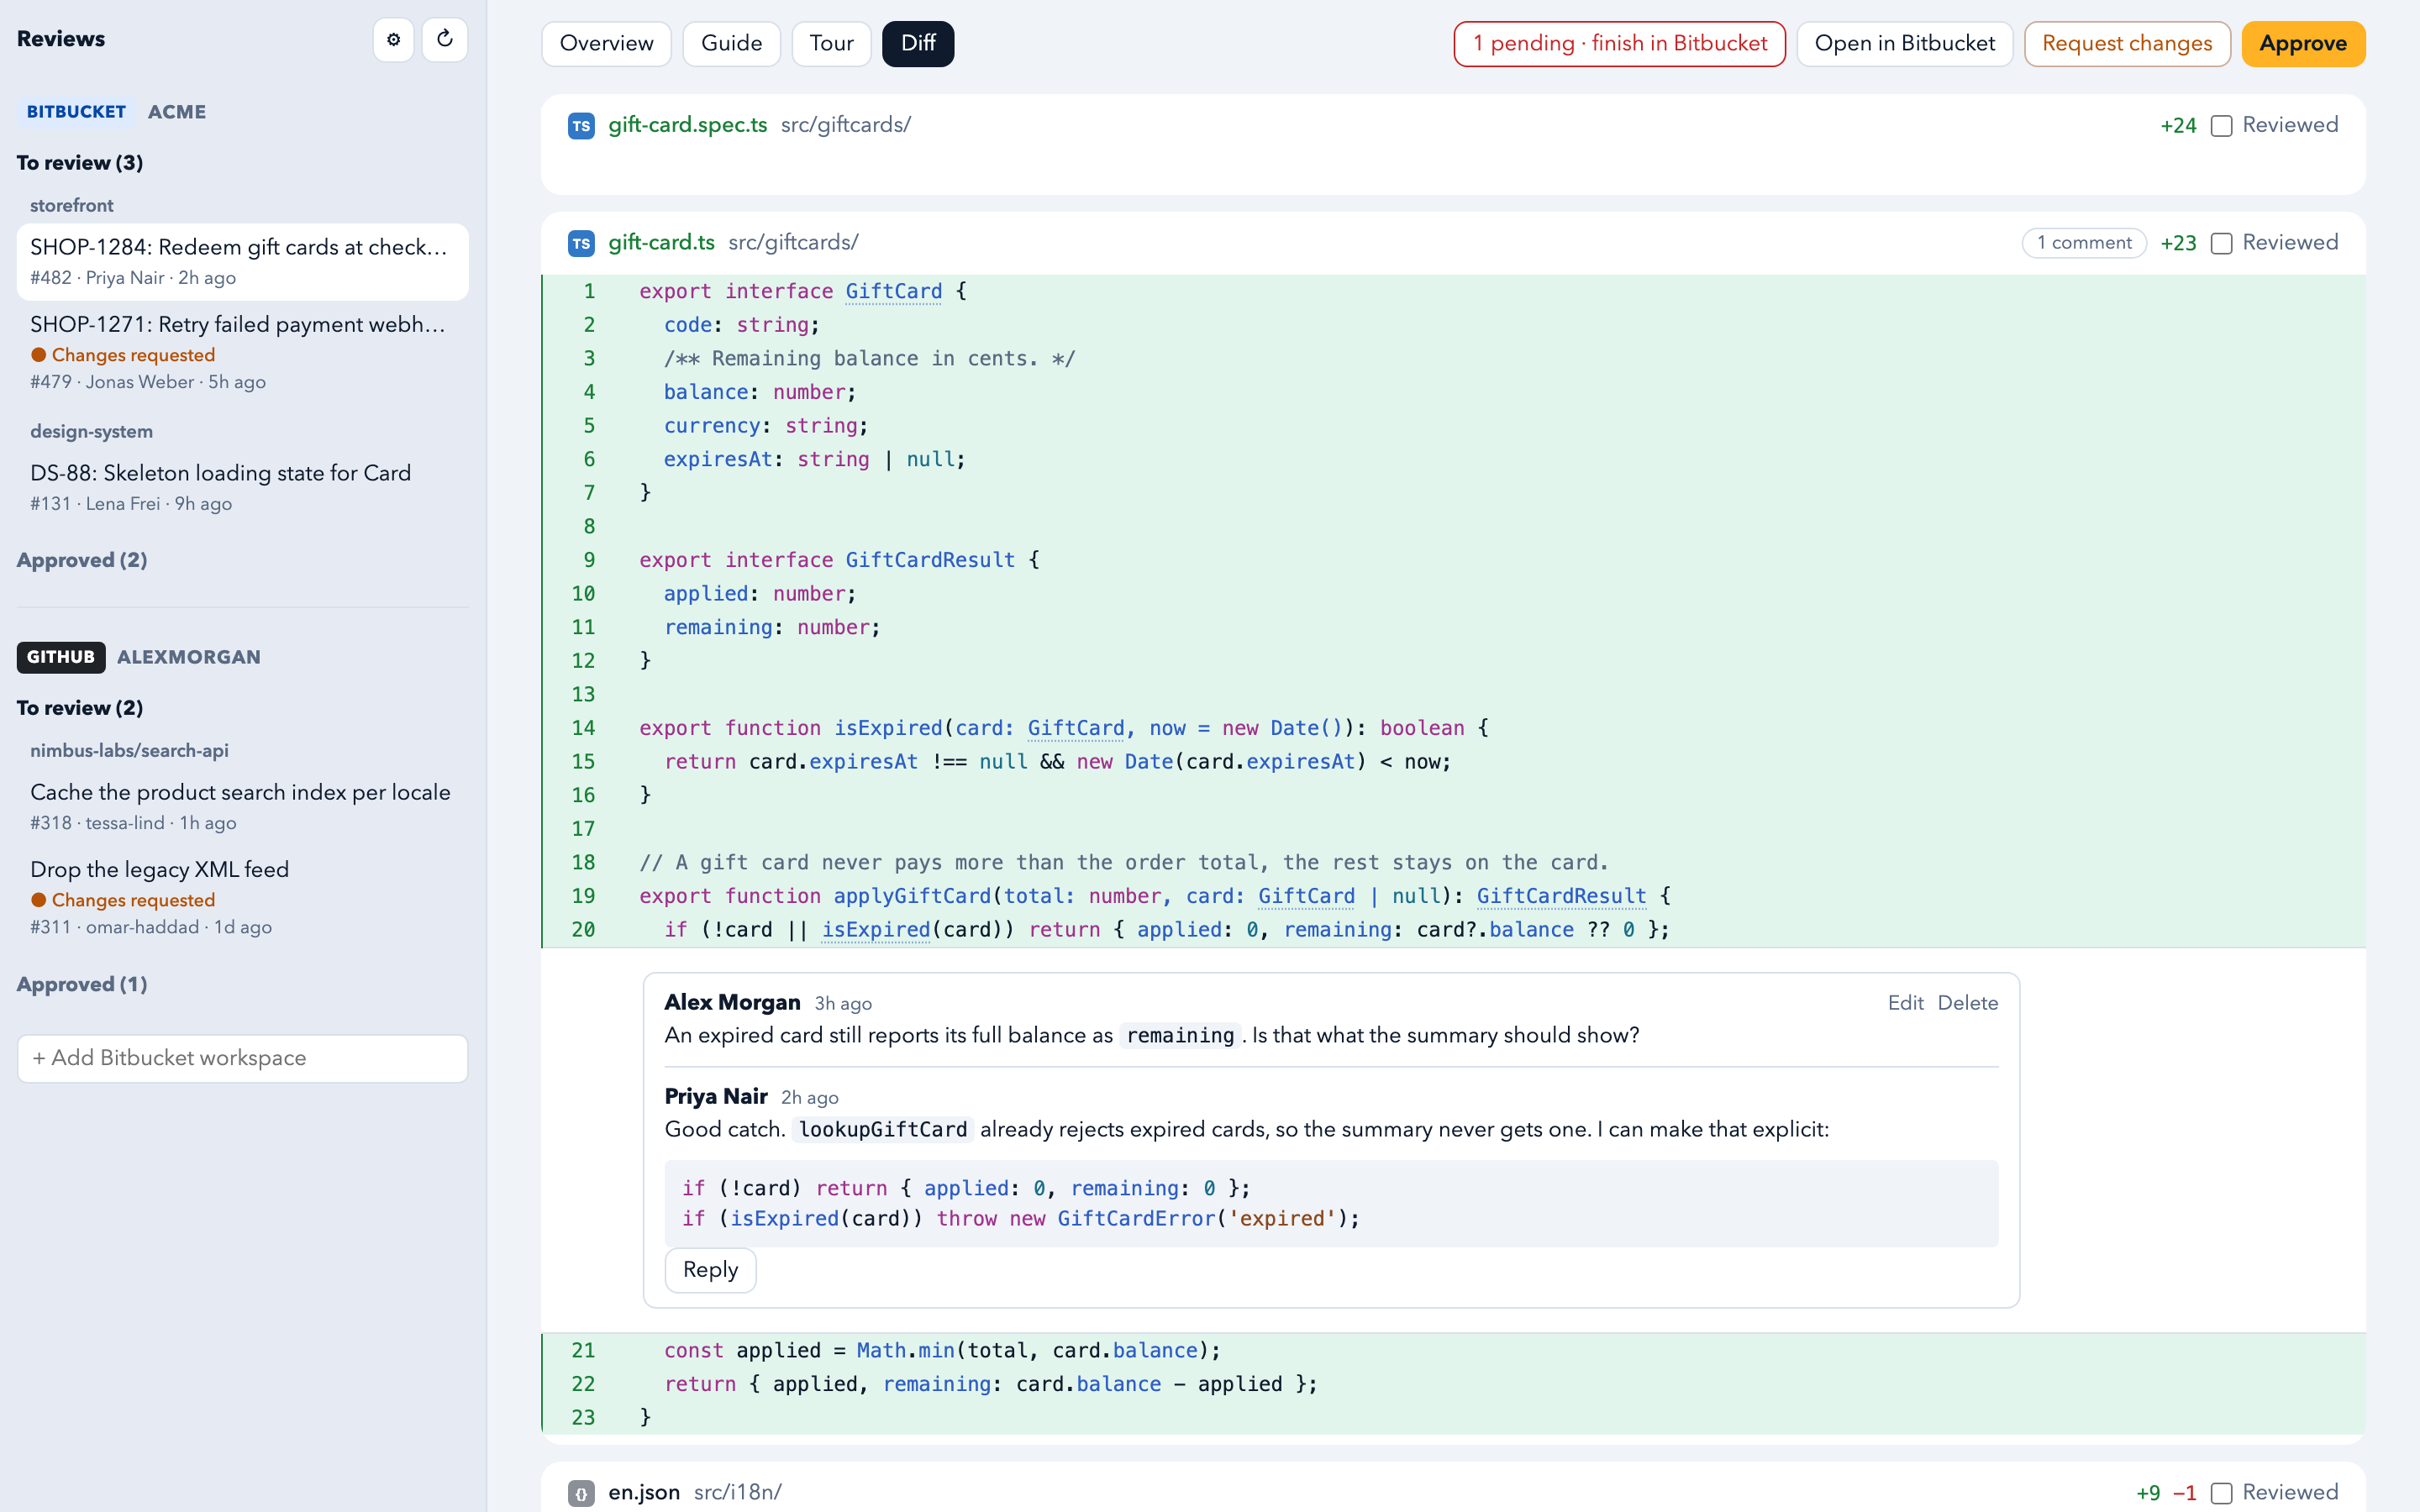 Reviews
BITBUCKET ACME
To review (3)
storefront
SHOP-1284: Redeem gift cards at check…
#482 · Priya Nair · 2h ago
SHOP-1271: Retry failed payment webh…
Changes requested
#479 · Jonas Weber · 5h ago
design-system
DS-88: Skeleton loading state for Card
#131 · Lena Frei · 9h ago
Approved (2)
GITHUB ALEXMORGAN
To review (2)
nimbus-labs/search-api
Cache the product search index per locale
#318 · tessa-lind · 1h ago
Drop the legacy XML feed
Changes requested
#311 · omar-haddad · 1d ago
Approved (1)
+ Add Bitbucket workspace
Overview Guide Tour Diff 1 pending · finish in Bitbucket Open in Bitbucket Request changes Approve
TS gift-card.spec.ts src/giftcards/ +24 Reviewed
TS gift-card.ts src/giftcards/ 1 comment +23 Reviewed
1 export interface GiftCard {
2 code: string;
3 /** Remaining balance in cents. */
4 balance: number;
5 currency: string;
6 expiresAt: string | null;
7 }
8
9 export interface GiftCardResult {
10 applied: number;
11 remaining: number;
12 }
13
14 export function isExpired(card: GiftCard, now = new Date()): boolean {
15 return card.expiresAt !== null && new Date(card.expiresAt) < now;
16 }
17
18 // A gift card never pays more than the order total, the rest stays on the card.
19 export function applyGiftCard(total: number, card: GiftCard | null): GiftCardResult {
20 if (!card || isExpired(card)) return { applied: 0, remaining: card?.balance ?? 0 };
Alex Morgan 3h ago Edit Delete
An expired card still reports its full balance as remaining. Is that what the summary should show?
Priya Nair 2h ago
Good catch. lookupGiftCard already rejects expired cards, so the summary never gets one. I can make that explicit:
if (!card) return { applied: 0, remaining: 0 };
if (isExpired(card)) throw new GiftCardError('expired');
Reply
21 const applied = Math.min(total, card.balance);
22 return { applied, remaining: card.balance - applied };
23 }
{} en.json src/i18n/ +9 −1 Reviewed